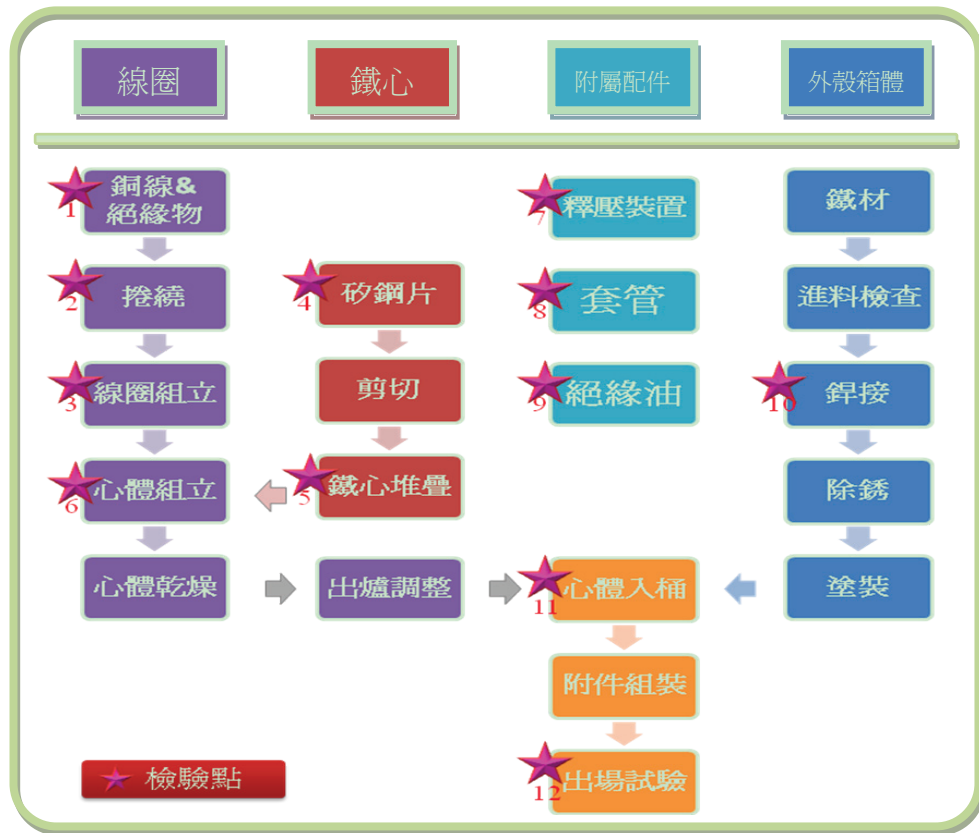 線圈
鐵心
附屬配件
外殼箱體
銅線&
絕緣物
1
釋壓裝置
7
鐵材
捲繞
2
矽鋼片
4
套管
8
進料檢查
線圈組立
3
剪切
絕緣油
9
銲接
10
心體組立
6
鐵心堆疊
5
除銹
心體乾燥
出爐調整
心體入桶
11
塗裝
附件組裝
出場試驗
12
檢驗點